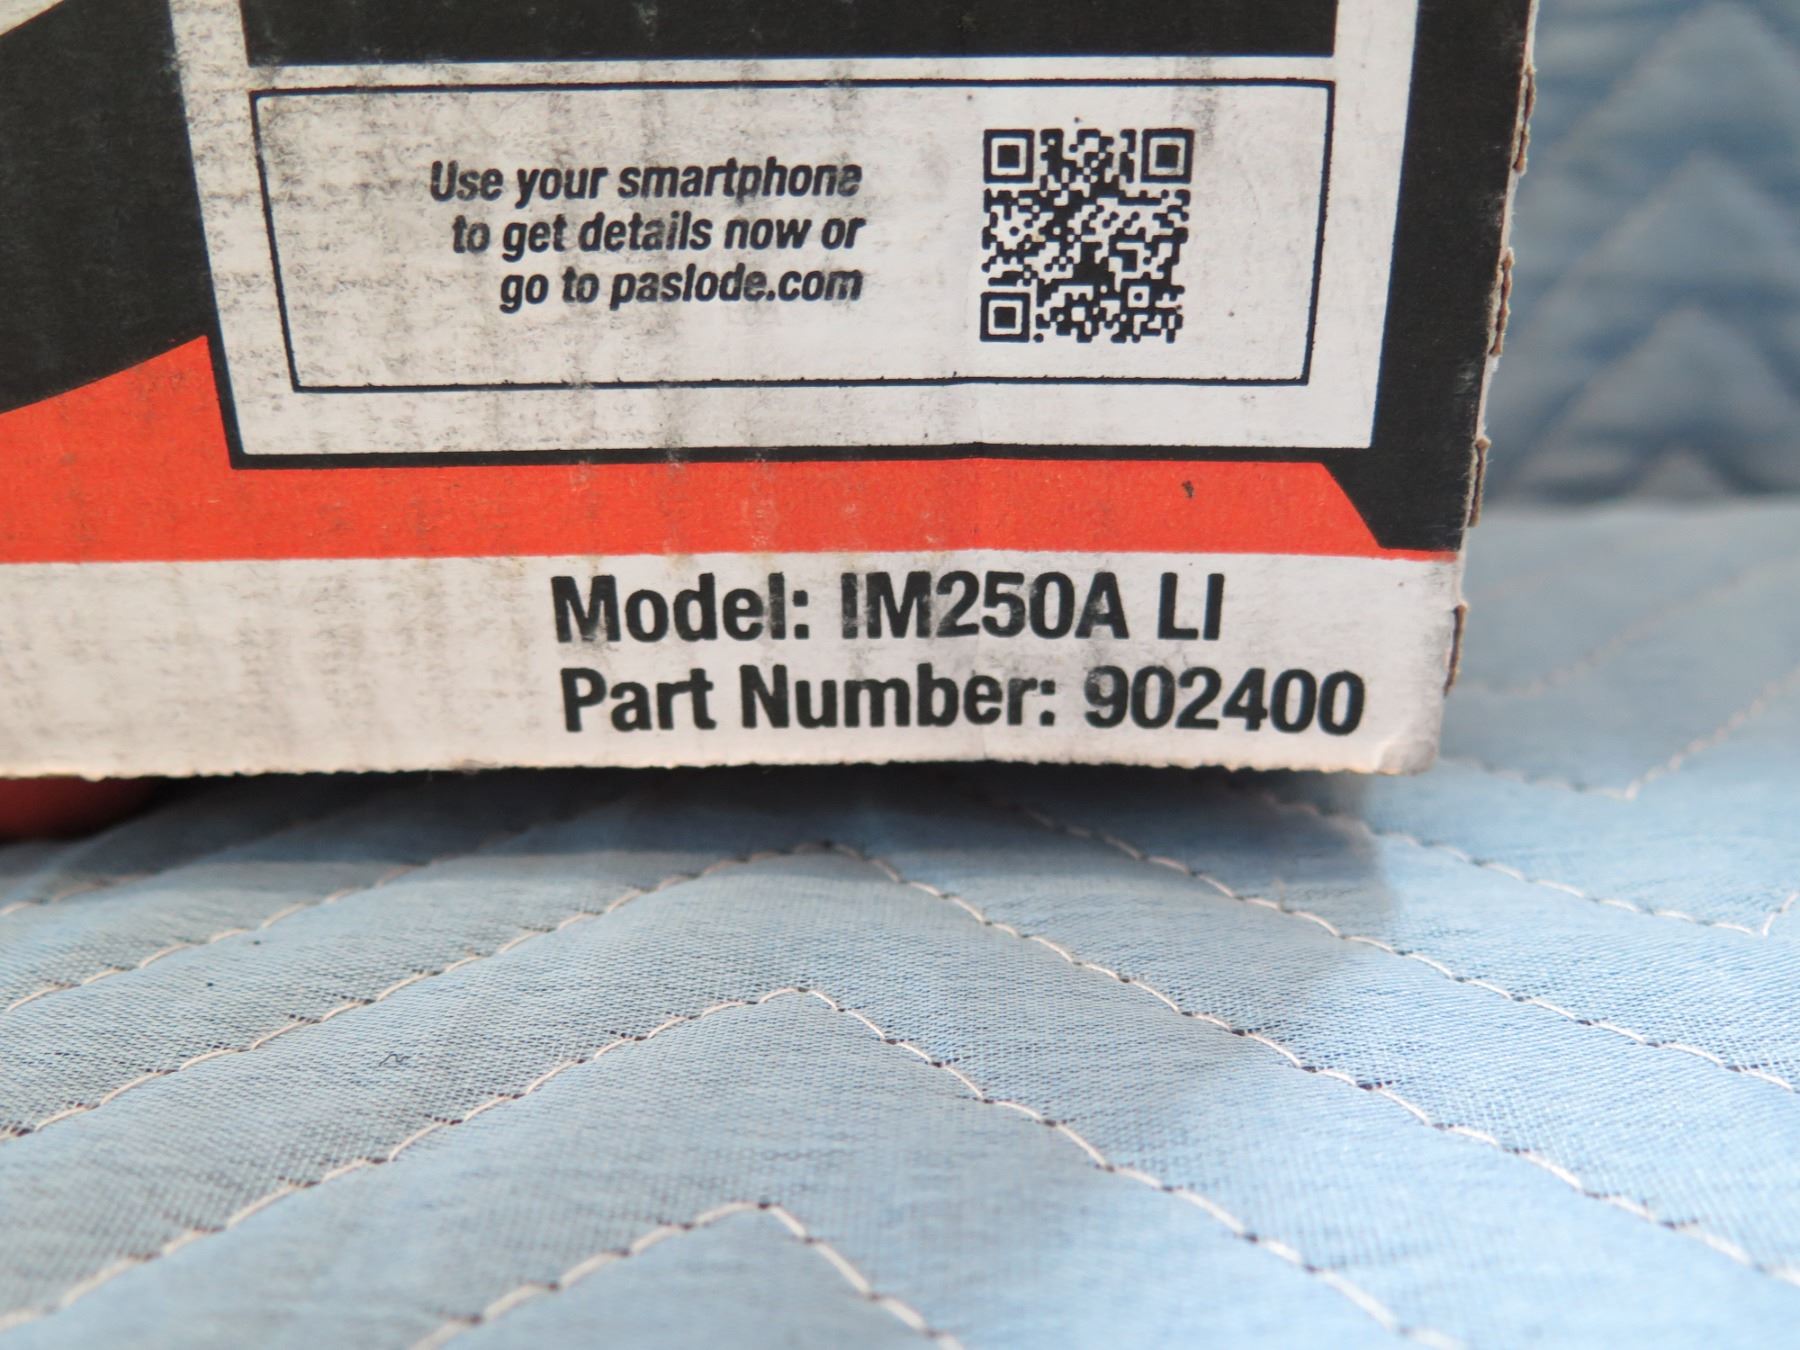 Use your smartphone
to get details now or
go to paslode.com
Model: IM250A LI
Part Number: 902400